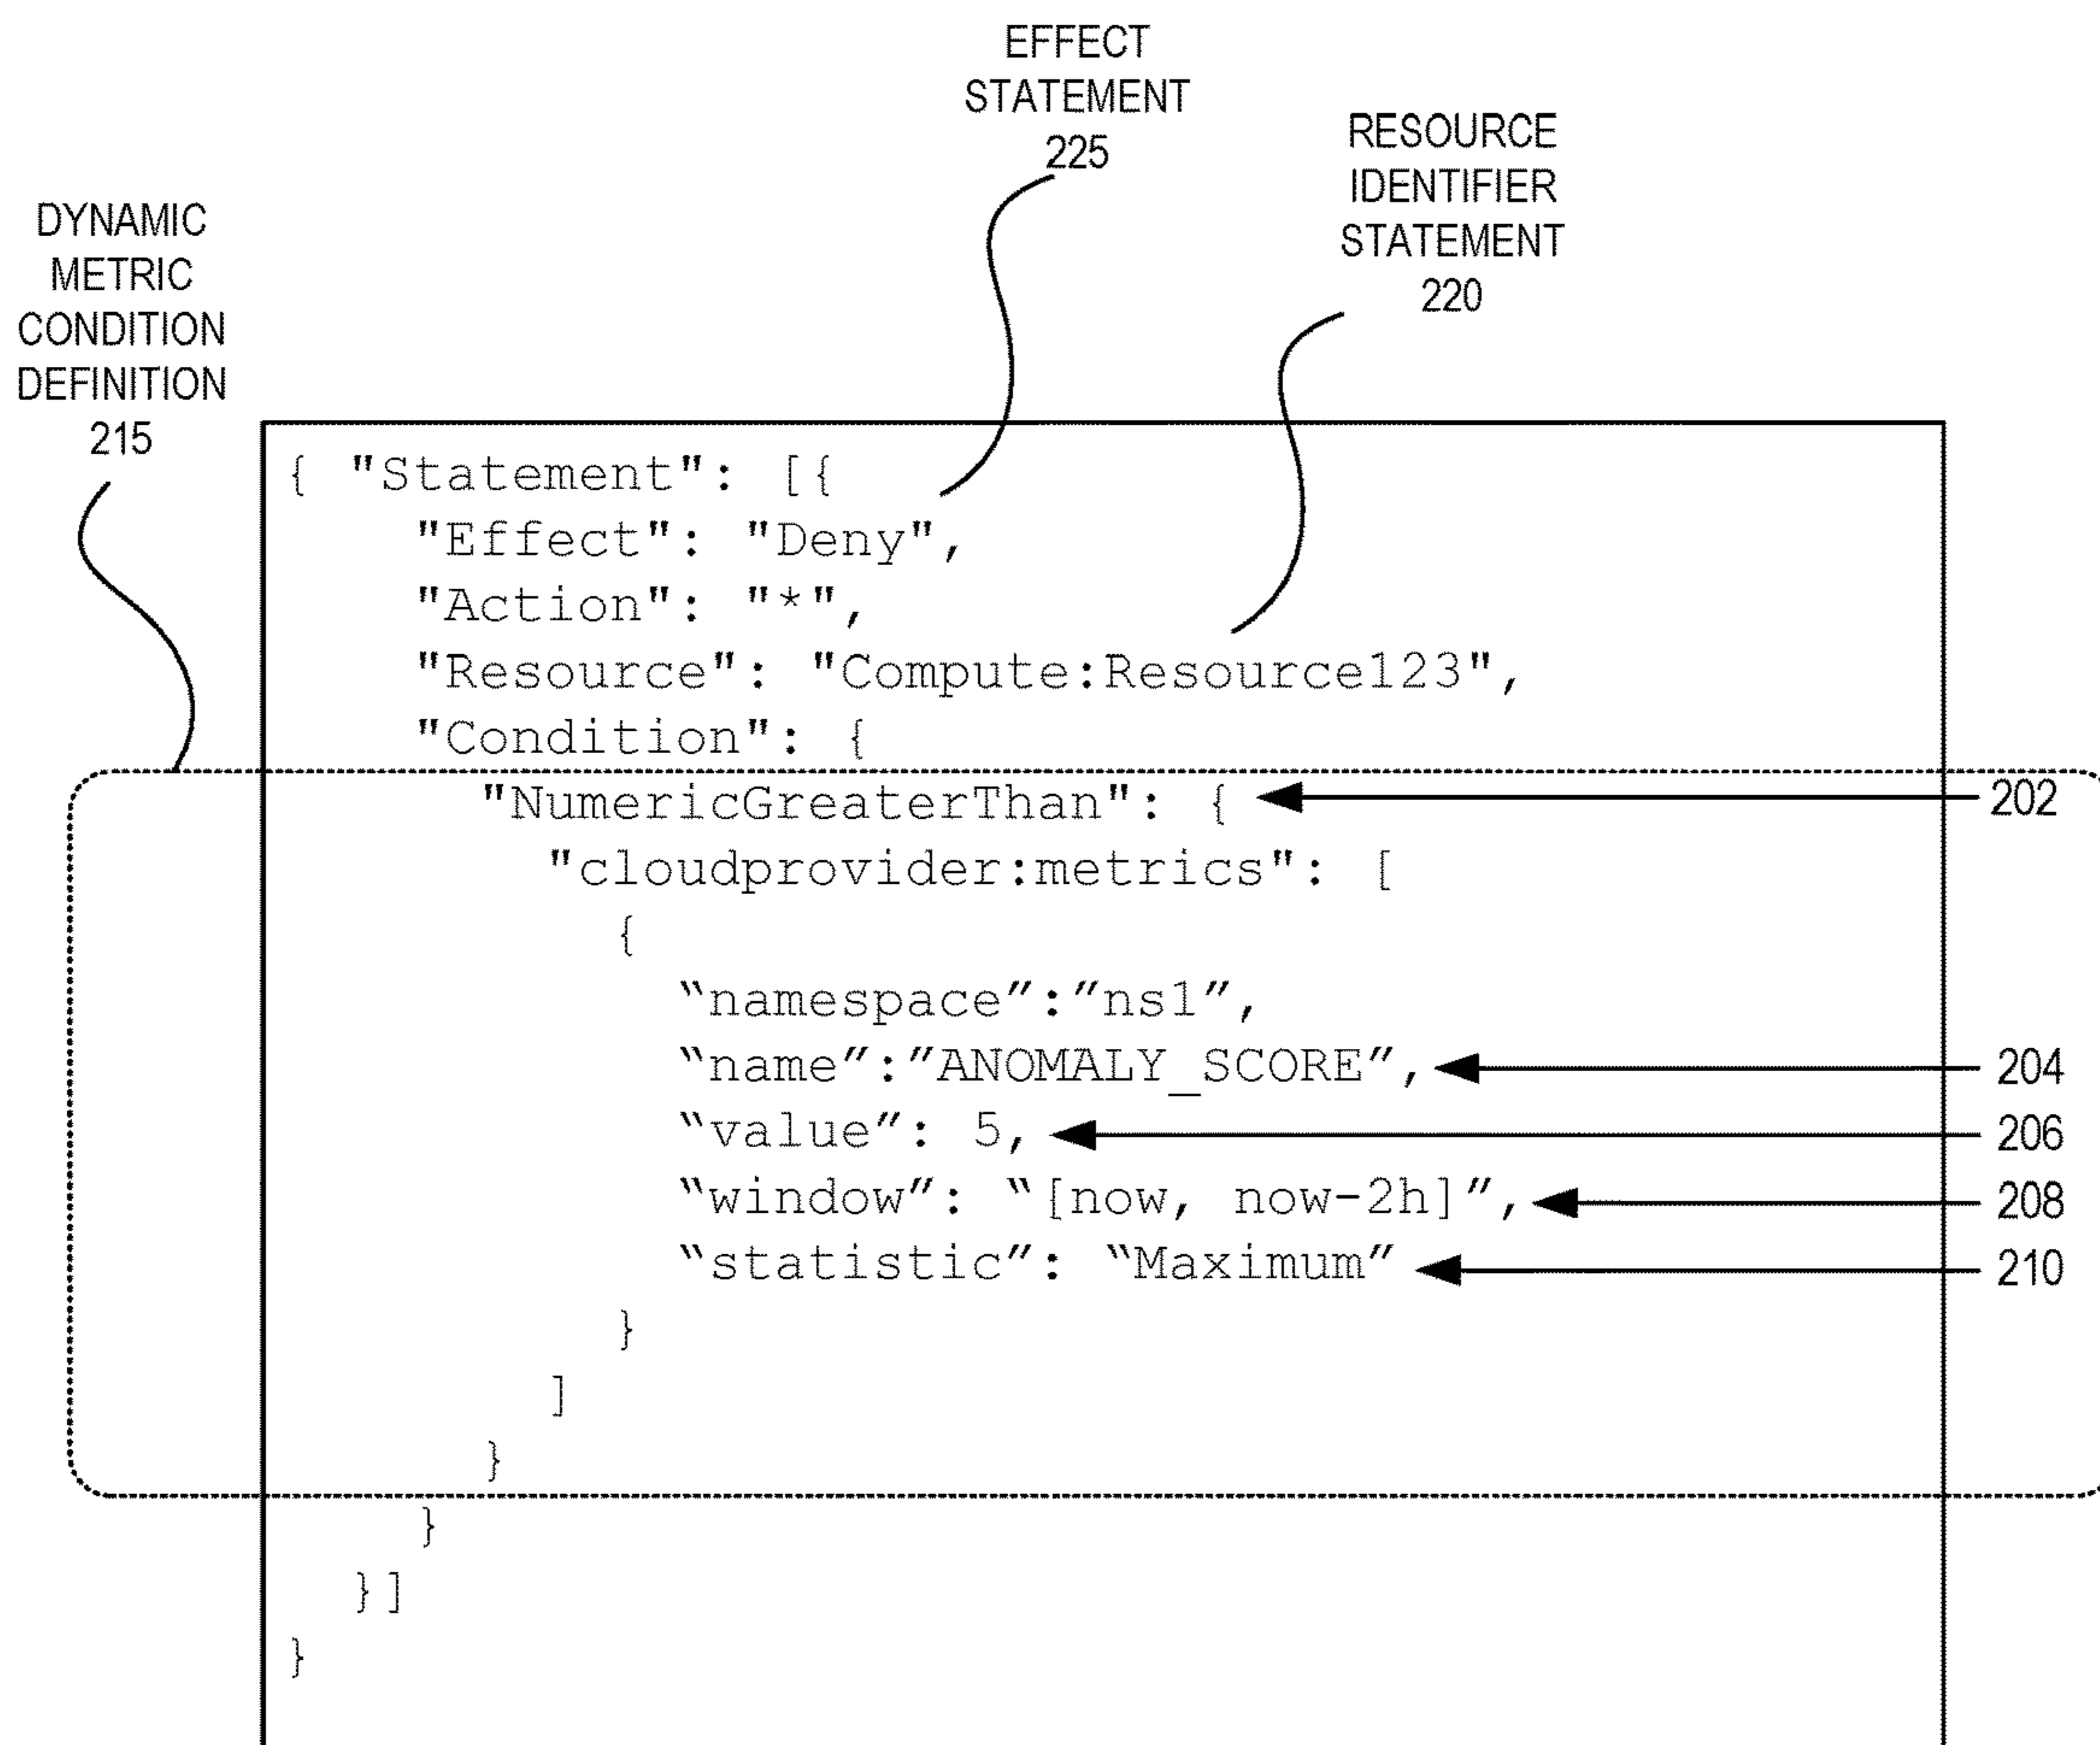 EFFECT
STATEMENT
225
RESOURCE
IDENTIFIER
STATEMENT
220
DYNAMIC
METRIC
CONDITION
DEFINITION
215
{ "Statement": [{
"Effect": "Deny",
"Action": "*",
"Resource": "Compute:Resource123",
"Condition": {
"NumericGreaterThan": {
202
"cloudprovider:metrics": [
{
“namespace”:”ns1”,
“name”:”ANOMALY_SCORE”,
204
“value”: 5,
206
“window”: “[now, now-2h]”,
208
“statistic”: “Maximum”
210
}
]
}
}
}]
}